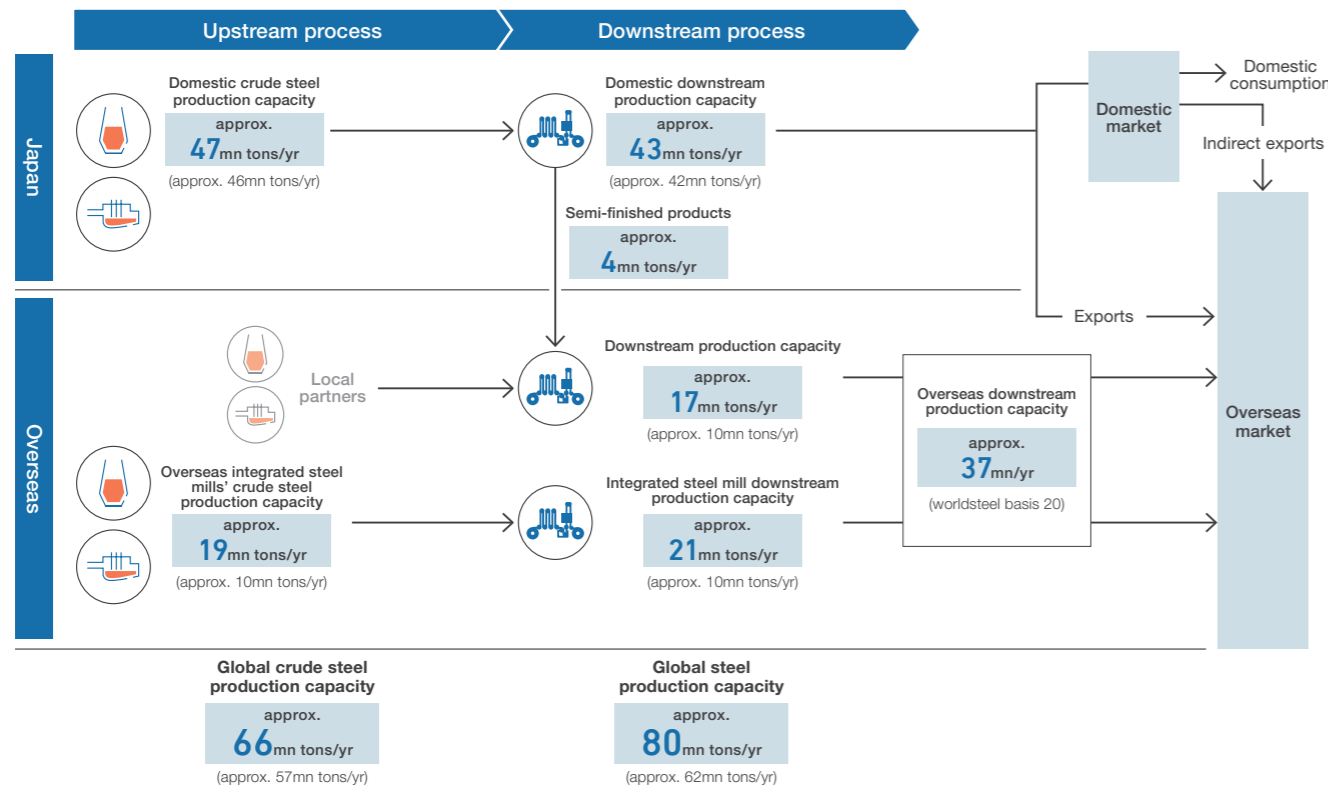 Upstream process
Downstream process
Japan
Domestic crude steel
production capacity
approx.
47mn tons/yr
(approx. 46mn tons/yr)
Domestic downstream
production capacity
approx.
43mn tons/yr
(approx. 42mn tons/yr)
Semi-finished products
approx.
4mn tons/yr
Domestic
market
Domestic
consumption
Indirect exports
Exports
Overseas
market
Overseas
Local
partners
Downstream production capacity
approx.
17mn tons/yr
(approx. 10mn tons/yr)
Overseas integrated steel
mills’ crude steel
production capacity
approx.
19mn tons/yr
(approx. 10mn tons/yr)
Integrated steel mill downstream
production capacity
approx.
21mn tons/yr
(approx. 10mn tons/yr)
Overseas downstream
production capacity
approx.
37mn/yr
(worldsteel basis 20)
Global crude steel
production capacity
approx.
66mn tons/yr
(approx. 57mn tons/yr)
Global steel
production capacity
approx.
80mn tons/yr
(approx. 62mn tons/yr)